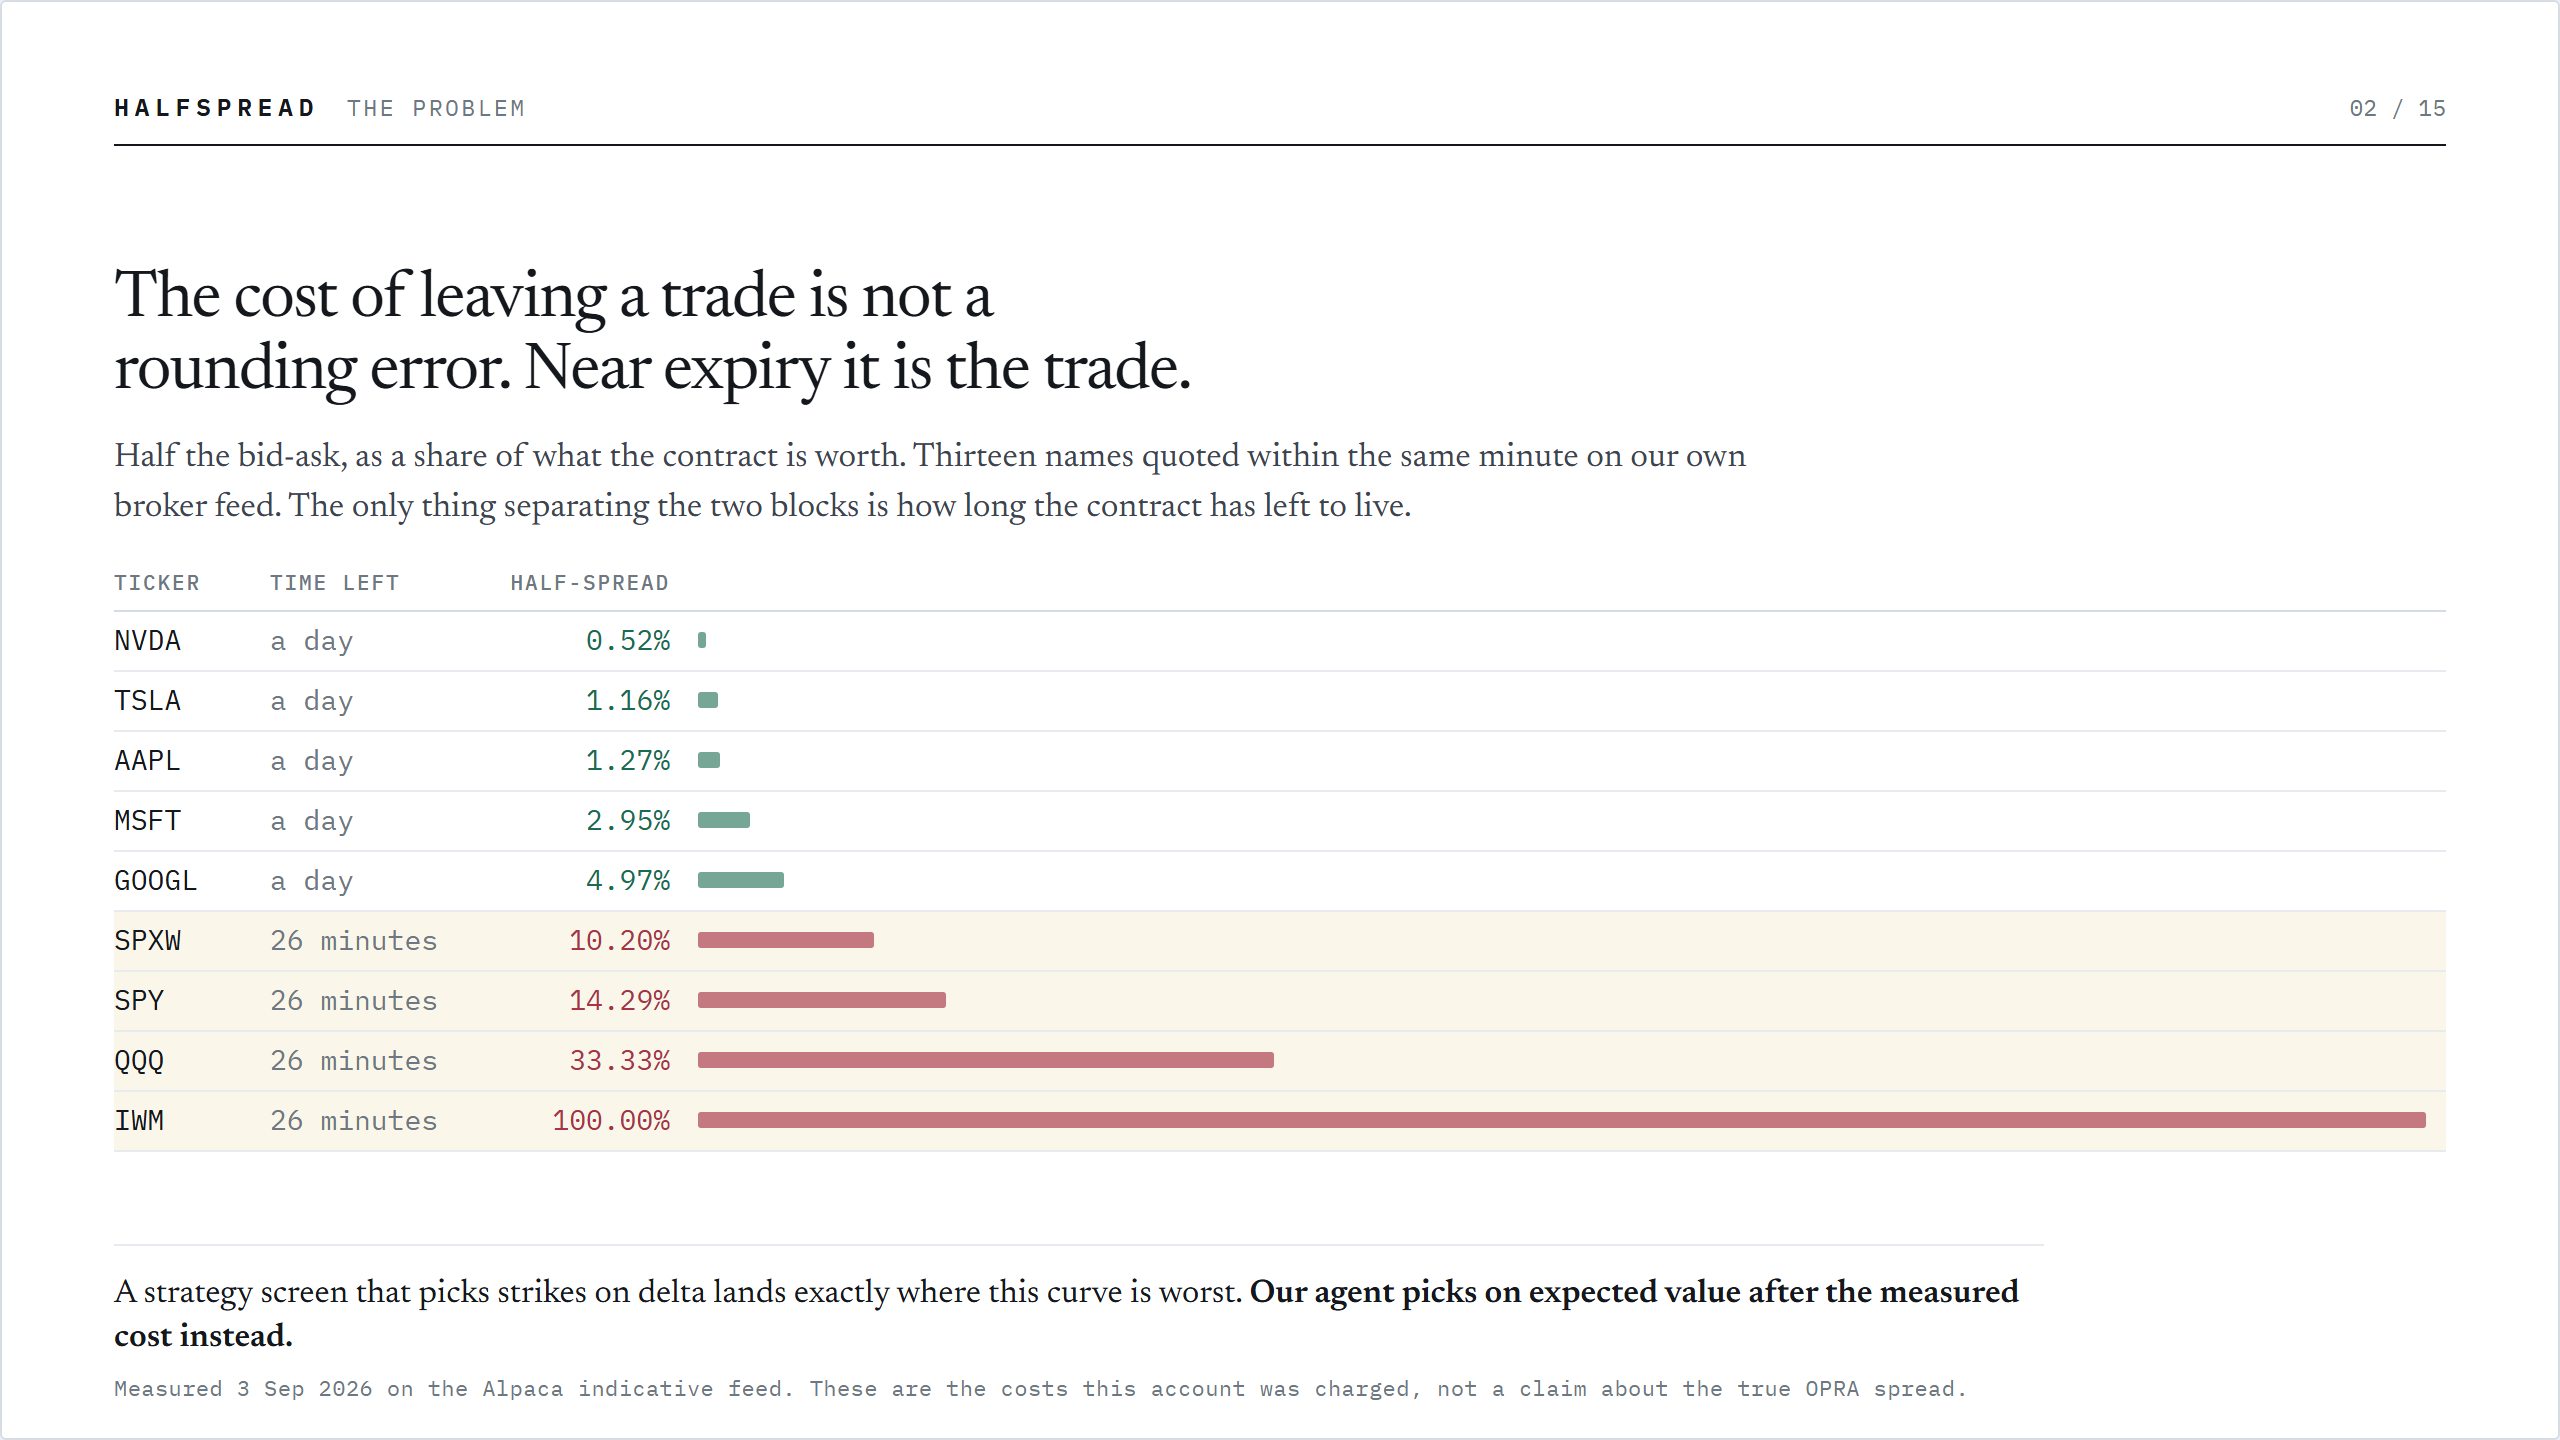 HALFSPREAD THE PROBLEM 02 / 15
The cost of leaving a trade is not a
rounding error. Near expiry it is the trade.
Half the bid-ask, as a share of what the contract is worth. Thirteen names quoted within the same minute on our own
broker feed. The only thing separating the two blocks is how long the contract has left to live.
TICKER TIME LEFT HALF-SPREAD
NVDA a day 0.52%
TSLA a day 1.16%
AAPL a day 1.27%
MSFT a day 2.95%
GOOGL a day 4.97%
SPXW 26 minutes 10.20%
SPY 26 minutes 14.29%
QQQ 26 minutes 33.33%
IWM 26 minutes 100.00%
A strategy screen that picks strikes on delta lands exactly where this curve is worst. Our agent picks on expected value after the measured
cost instead.
Measured 3 Sep 2026 on the Alpaca indicative feed. These are the costs this account was charged, not a claim about the true OPRA spread.